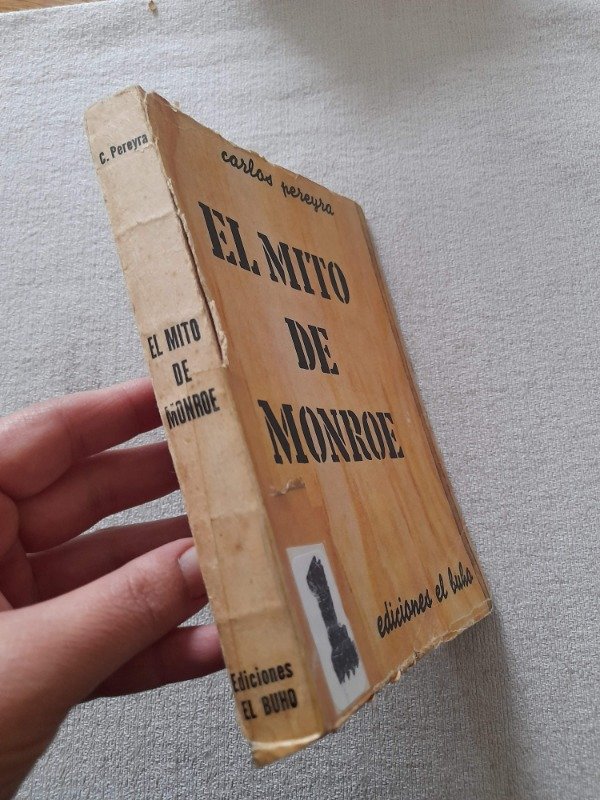 C. Pereyra
EL MITO
DE
MONROE
Ediciones
EL BUHO
carlos pereyra
EL MITO
DE
MONROE
ediciones el buho